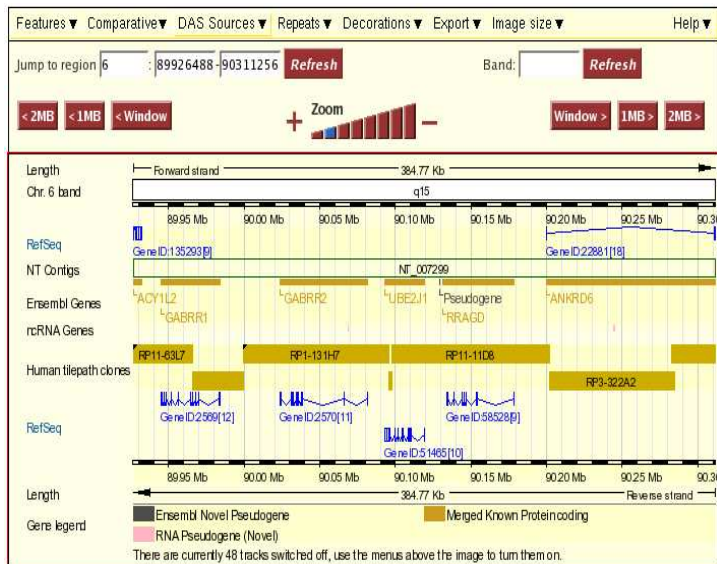 Features ▾ Comparative▾ DAS Sources ▾ Repeats ▾ Decorations ▾ Export ▾ Image size ▾ Help ▾
Jump to region 6 : 89926488 - 90311256 Refresh Band: Refresh
< 2MB < 1MB < Window + Zoom − Window > 1MB > 2MB >
Length Forward strand 384.77 Kb
Chr. 6 band q15
89.95 Mb 90.00 Mb 90.05 Mb 90.10 Mb 90.15 Mb 90.20 Mb 90.25 Mb 90.30
RefSeq
GeneID:135293[9] GeneID:22881[18]
NT Contigs NT_007299
Ensembl Genes
ACY1L2 GABRR2 UBE2J1 Pseudogene ANKRD6
GABRR1 RRAGD
ncRNA Genes
RP11-63L7 RP1-131H7 RP11-11D8
Human tilepath clones
RP3-322A2
GeneID:2569[12] GeneID:2570[11] GeneID:58528[9]
RefSeq
GeneID:51465[10]
89.95 Mb 90.00 Mb 90.05 Mb 90.10 Mb 90.15 Mb 90.20 Mb 90.25 Mb 90.30
Length 384.77 Kb Reverse strand
Gene legend
Ensembl Novel Pseudogene Merged Known Protein coding
RNA Pseudogene (Novel)
There are currently 48 tracks switched off, use the menus above the image to turn them on.